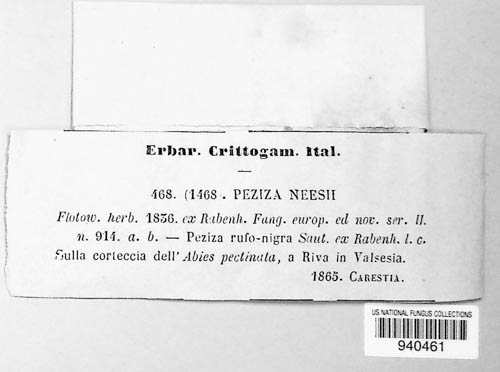 Erbar. Crittogam. Ital.
—
468. (1468). PEZIZA NEESII
Flotow. herb. 1836. ex Rabenh. Fung. europ. ed nov. ser. II.
n. 914. a. b. — Peziza rufo-nigra Saut. ex Rabenh. l. c.
Sulla corteccia dell'Abies pectinata, a Riva in Valsesia.
1865. CARESTIA.
US NATIONAL FUNGUS COLLECTIONS
940461